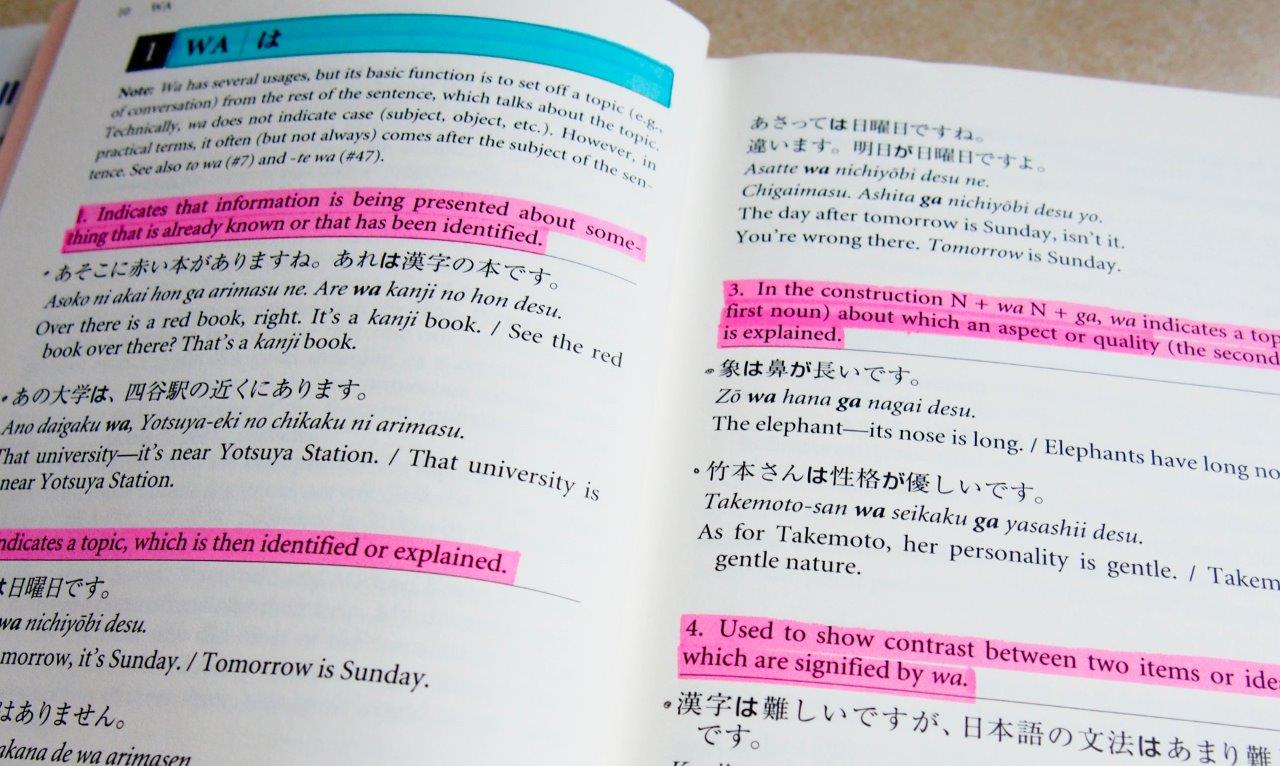 10 WA
1 WA は
Note: Wa has several usages, but its basic function is to set off a topic (e.g.,
of conversation) from the rest of the sentence, which talks about the topic.
Technically, wa does not indicate case (subject, object, etc.). However, in
practical terms, it often (but not always) comes after the subject of the sen-
tence. See also to wa (#7) and -te wa (#47).
1. Indicates that information is being presented about some-
thing that is already known or that has been identified.
・あそこに赤い本がありますね。あれは漢字の本です。
Asoko ni akai hon ga arimasu ne. Are wa kanji no hon desu.
Over there is a red book, right. It's a kanji book. / See the red
book over there? That's a kanji book.
・あの大学は、四谷駅の近くにあります。
Ano daigaku wa, Yotsuya-eki no chikaku ni arimasu.
That university—it's near Yotsuya Station. / That university is
near Yotsuya Station.
ndicates a topic, which is then identified or explained.
は日曜日です。
wa nichiyōbi desu.
morrow, it's Sunday. / Tomorrow is Sunday.
はありません。
akana de wa arimasen
あさっては日曜日ですね。
違います。明日が日曜日ですよ。
Asatte wa nichiyōbi desu ne.
Chigaimasu. Ashita ga nichiyōbi desu yo.
The day after tomorrow is Sunday, isn't it.
You're wrong there. Tomorrow is Sunday.
3. In the construction N + wa N + ga, wa indicates a top
first noun) about which an aspect or quality (the second
is explained.
・象は鼻が長いです。
Zō wa hana ga nagai desu.
The elephant—its nose is long. / Elephants have long no
・竹本さんは性格が優しいです。
Takemoto-san wa seikaku ga yasashii desu.
As for Takemoto, her personality is gentle. / Takem
gentle nature.
4. Used to show contrast between two items or ide
which are signified by wa.
・漢字は難しいですが、日本語の文法はあまり難
です。